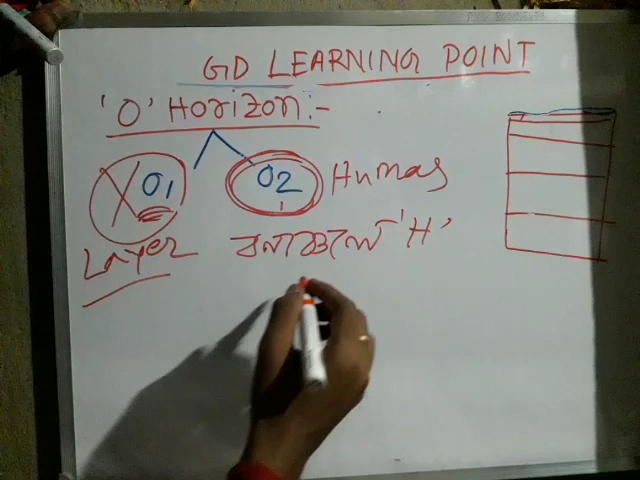 GD LEARNING POINT
'O' Horizon:-
O1 O2 Humas
Layer 'H'